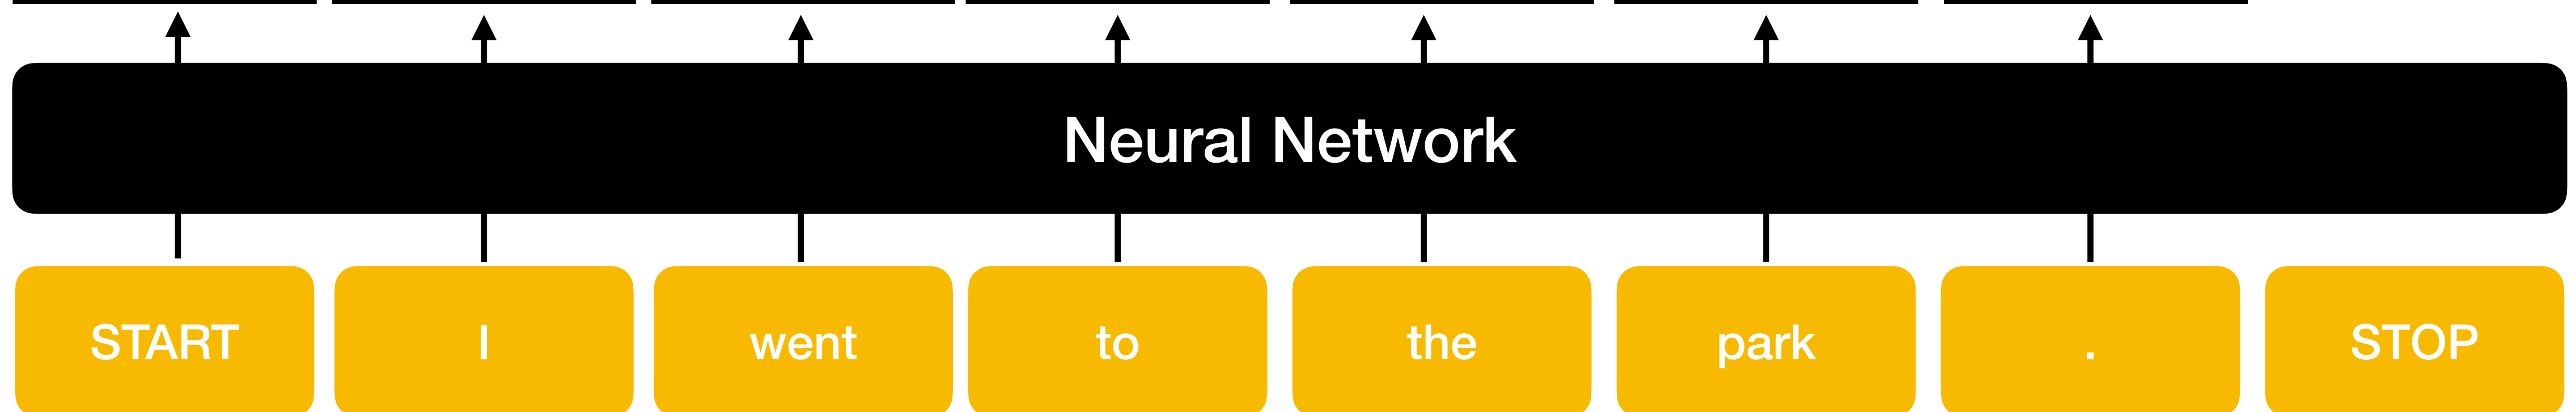 Neural Network
START I went to the park . STOP